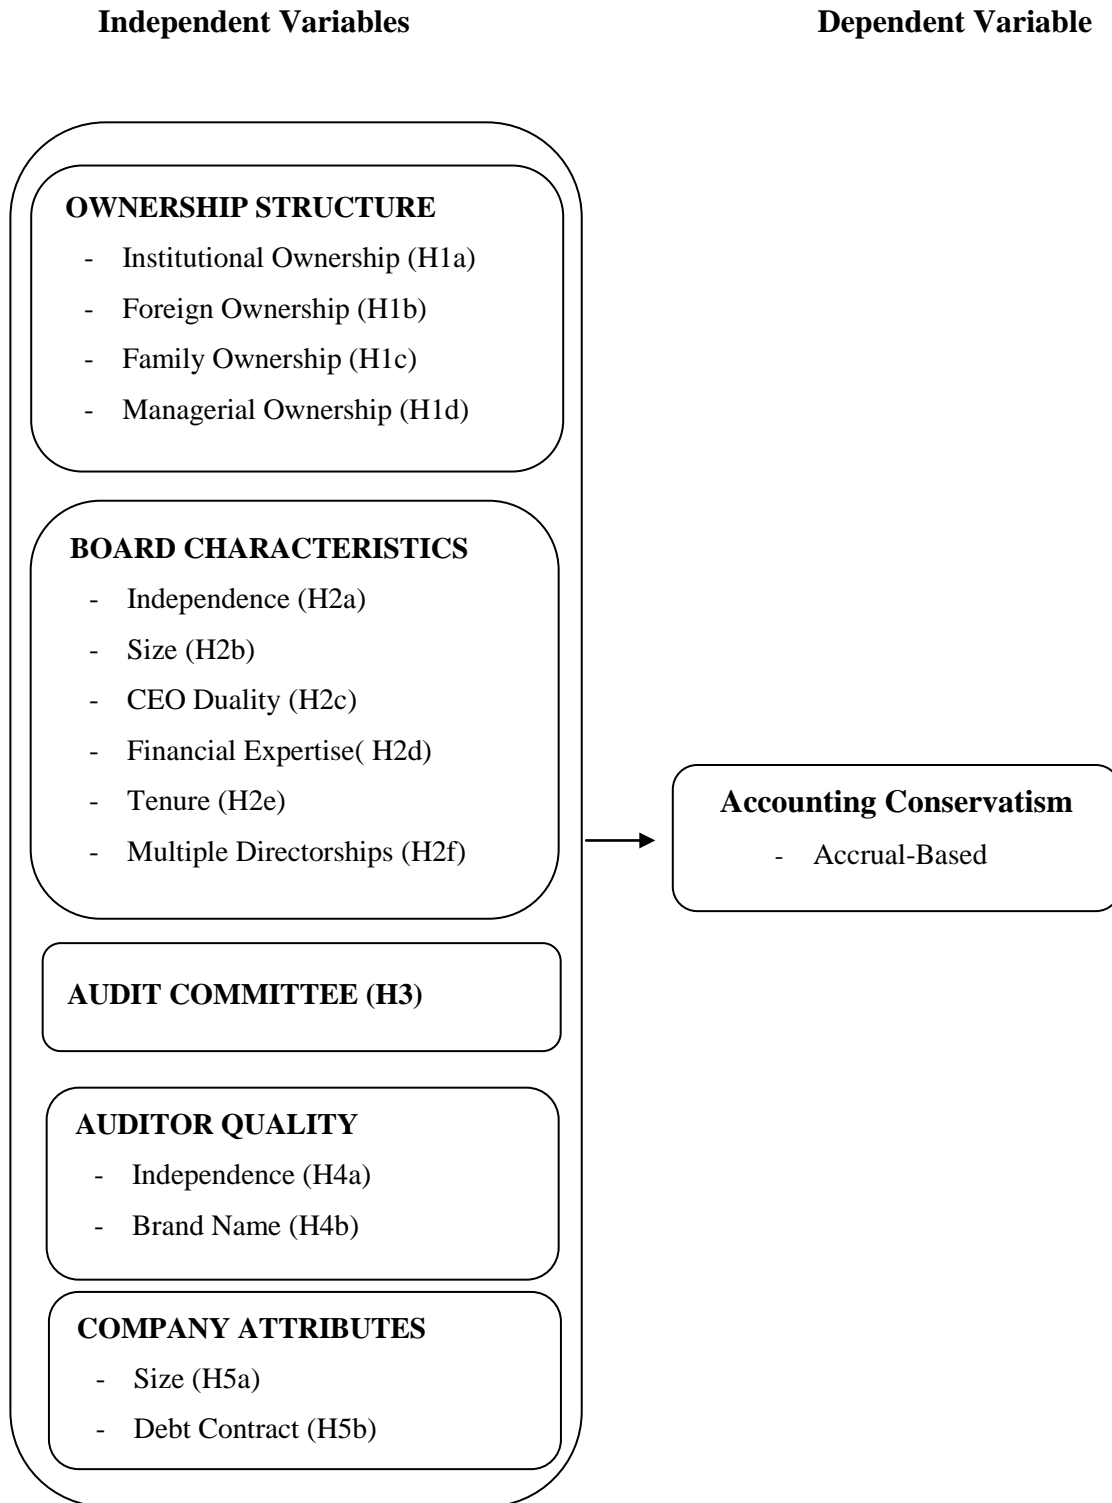 Independent Variables
Dependent Variable
OWNERSHIP STRUCTURE
- Institutional Ownership (H1a)
- Foreign Ownership (H1b)
- Family Ownership (H1c)
- Managerial Ownership (H1d)
BOARD CHARACTERISTICS
- Independence (H2a)
- Size (H2b)
- CEO Duality (H2c)
- Financial Expertise( H2d)
- Tenure (H2e)
- Multiple Directorships (H2f)
AUDIT COMMITTEE (H3)
AUDITOR QUALITY
- Independence (H4a)
- Brand Name (H4b)
COMPANY ATTRIBUTES
- Size (H5a)
- Debt Contract (H5b)
Accounting Conservatism
- Accrual-Based